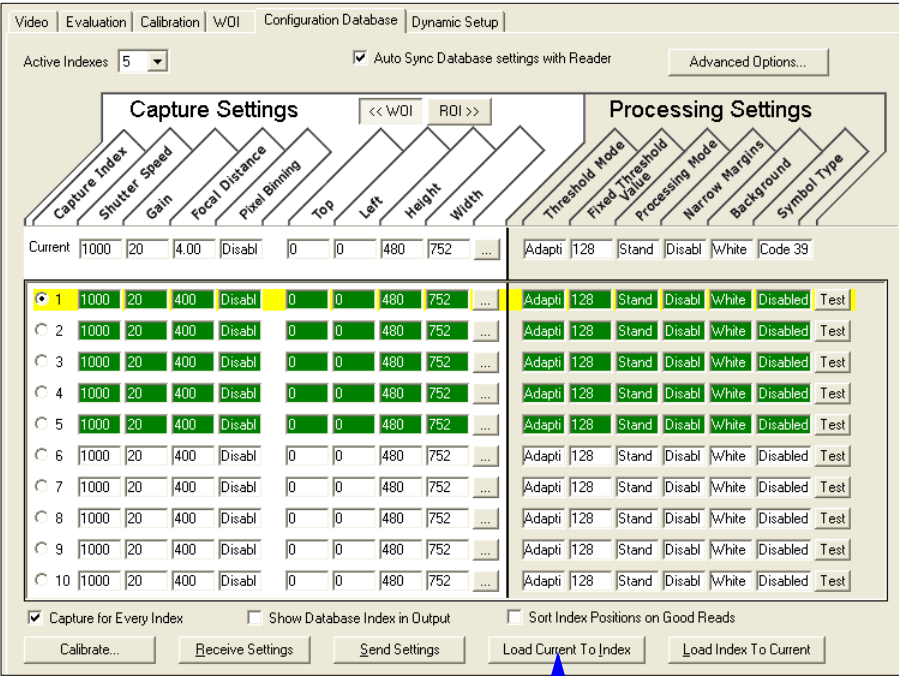 Video Evaluation Calibration WOI Configuration Database Dynamic Setup
Active Indexes 5 Auto Sync Database settings with Reader Advanced Options...
Capture Settings << WOI ROI >> Processing Settings
Capture Index Shutter Speed Gain Focal Distance Pixel Binning Top Left Height Width Threshold Mode Fixed Threshold Value Processing Mode Narrow Margins Background Symbol Type
Current 1000 20 4.00 Disabl 0 0 480 752 ... Adapti 128 Stand Disabl White Code 39
1 1000 20 400 Disabl 0 0 480 752 ... Adapti 128 Stand Disabl White Disabled Test
2 1000 20 400 Disabl 0 0 480 752 ... Adapti 128 Stand Disabl White Disabled Test
3 1000 20 400 Disabl 0 0 480 752 ... Adapti 128 Stand Disabl White Disabled Test
4 1000 20 400 Disabl 0 0 480 752 ... Adapti 128 Stand Disabl White Disabled Test
5 1000 20 400 Disabl 0 0 480 752 ... Adapti 128 Stand Disabl White Disabled Test
6 1000 20 400 Disabl 0 0 480 752 ... Adapti 128 Stand Disabl White Disabled Test
7 1000 20 400 Disabl 0 0 480 752 ... Adapti 128 Stand Disabl White Disabled Test
8 1000 20 400 Disabl 0 0 480 752 ... Adapti 128 Stand Disabl White Disabled Test
9 1000 20 400 Disabl 0 0 480 752 ... Adapti 128 Stand Disabl White Disabled Test
10 1000 20 400 Disabl 0 0 480 752 ... Adapti 128 Stand Disabl White Disabled Test
Capture for Every Index Show Database Index in Output Sort Index Positions on Good Reads
Calibrate... Receive Settings Send Settings Load Current To Index Load Index To Current